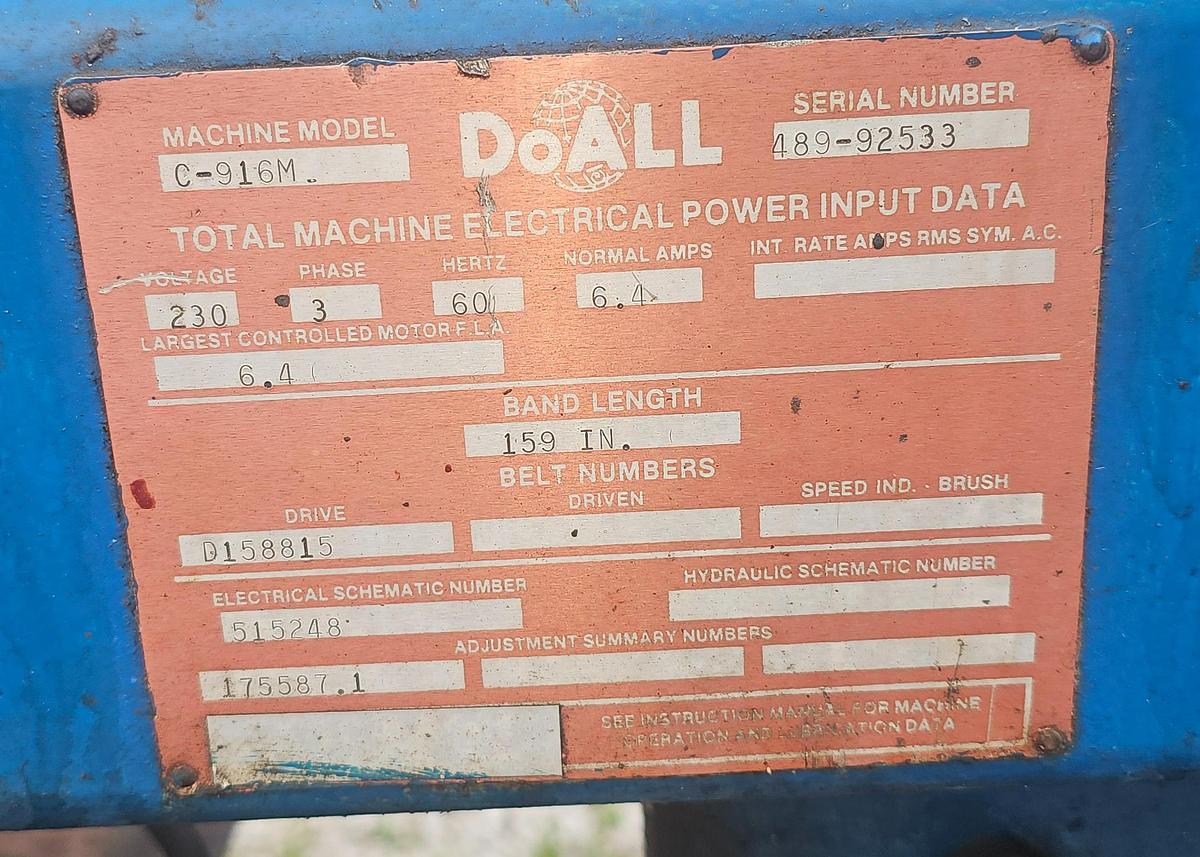 MACHINE MODEL
DoALL
SERIAL NUMBER
C-916M.
489-92533
TOTAL MACHINE ELECTRICAL POWER INPUT DATA
VOLTAGE PHASE HERTZ NORMAL AMPS INT. RATE AMPS RMS SYM. A.C.
230 3 60 6.4
LARGEST CONTROLLED MOTOR F.L.A.
6.4
BAND LENGTH
159 IN.
BELT NUMBERS
DRIVE DRIVEN SPEED IND. - BRUSH
D158815
ELECTRICAL SCHEMATIC NUMBER HYDRAULIC SCHEMATIC NUMBER
515248
ADJUSTMENT SUMMARY NUMBERS
175587.1
SEE INSTRUCTION MANUAL FOR MACHINE
OPERATION AND LUBRICATION DATA